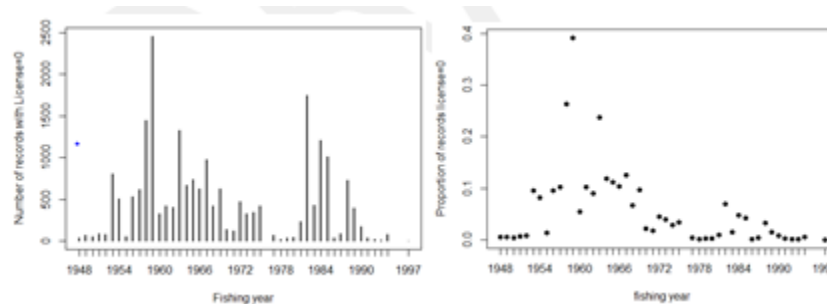 Number of records with License=0
2500
2000
1500
1000
500
0
1948 1954 1960 1966 1972 1978 1984 1990 1997
Fishing year
Proportion of records license=0
0.4
0.3
0.2
0.1
0.0
1948 1954 1960 1966 1972 1978 1984 1990
fishing year